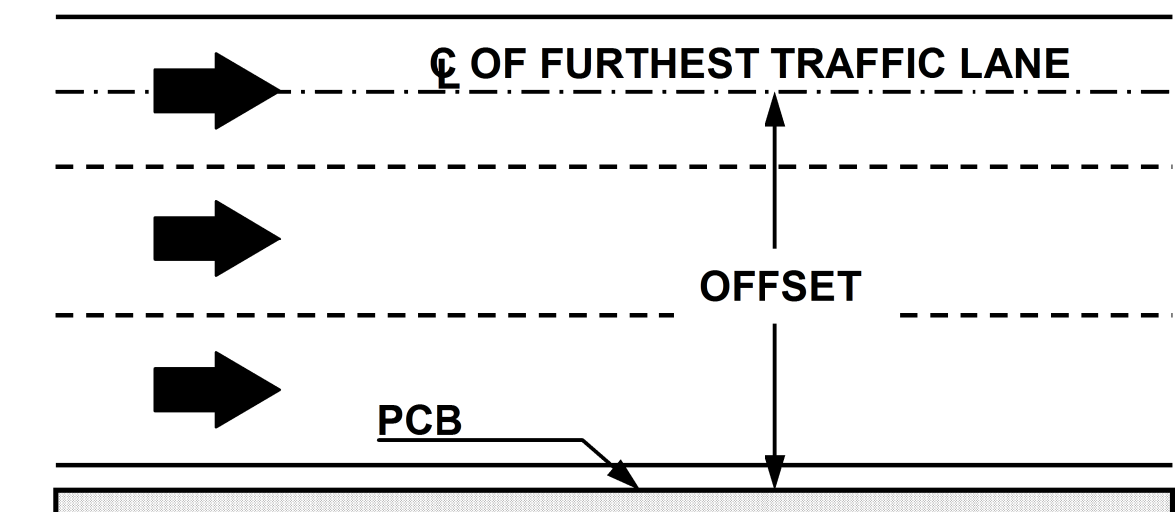 ℄ OF FURTHEST TRAFFIC LANE
OFFSET
PCB